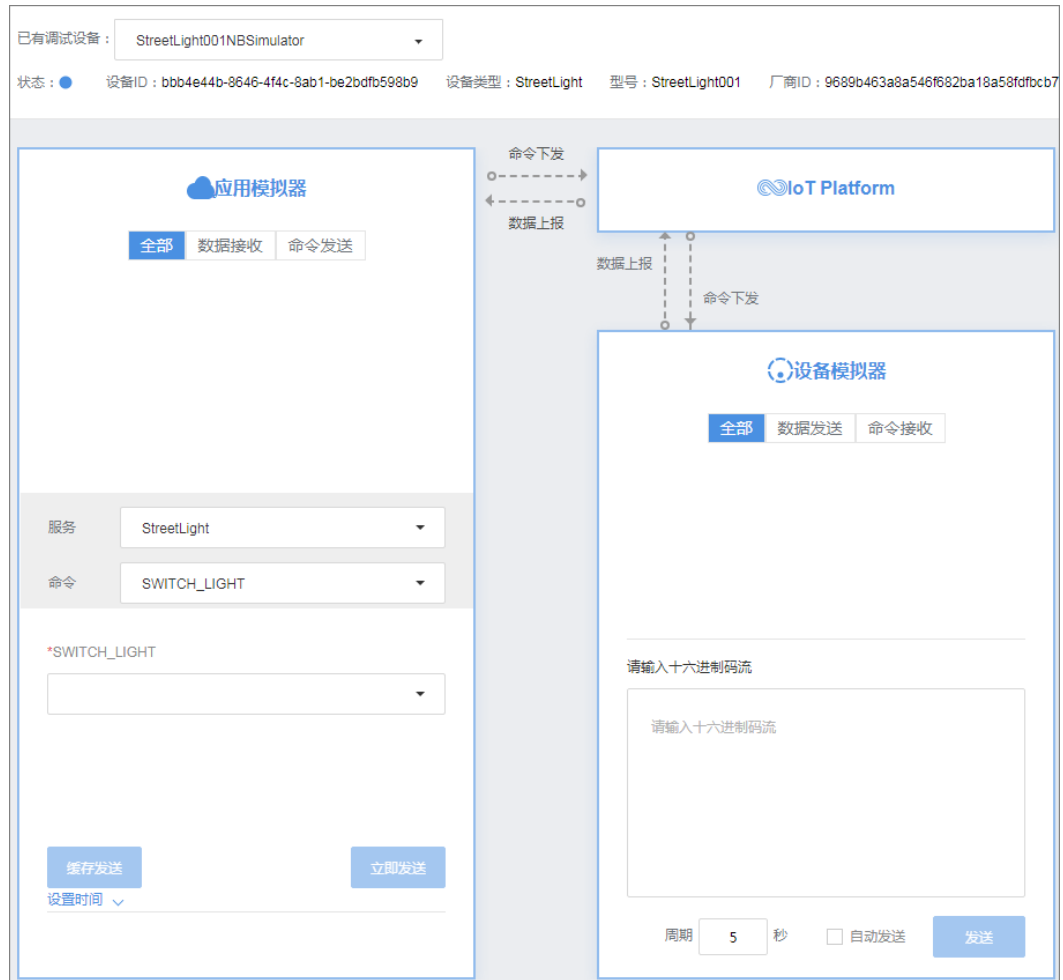 已有调试设备： StreetLight001NBSimulator
状态： 设备ID：bbb4e44b-8646-4f4c-8ab1-be2bdfb598b9 设备类型：StreetLight 型号：StreetLight001 厂商ID：9689b463a8a546f682ba18a58fdfbcb7
应用模拟器
全部 数据接收 命令发送
服务 StreetLight
命令 SWITCH_LIGHT
*SWITCH_LIGHT
缓存发送 立即发送
设置时间
命令下发
数据上报
IoT Platform
数据上报
命令下发
设备模拟器
全部 数据发送 命令接收
请输入十六进制码流
请输入十六进制码流
周期 5 秒 自动发送 发送